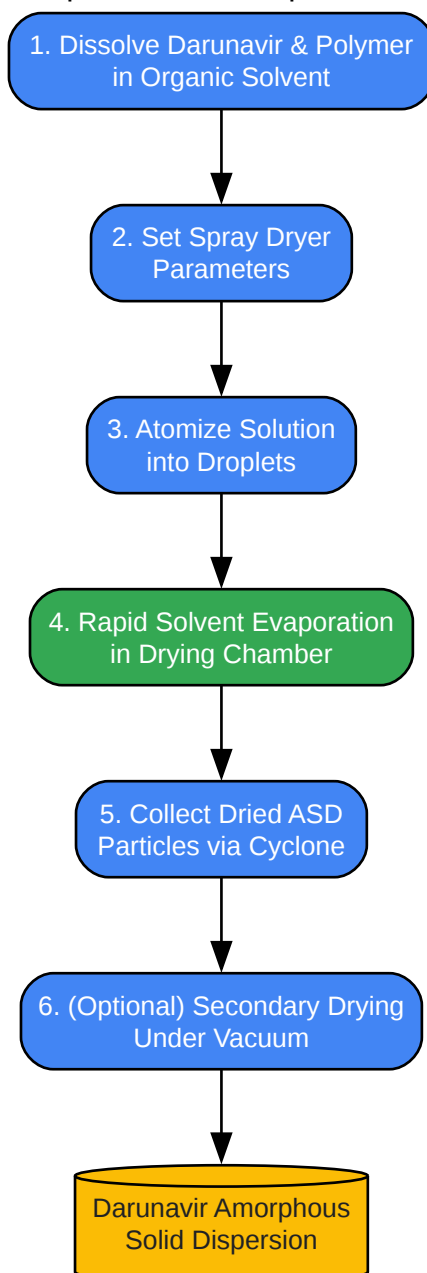 1. Dissolve Darunavir & Polymer
in Organic Solvent
2. Set Spray Dryer
Parameters
3. Atomize Solution
into Droplets
4. Rapid Solvent Evaporation
in Drying Chamber
5. Collect Dried ASD
Particles via Cyclone
6. (Optional) Secondary Drying
Under Vacuum
Darunavir Amorphous
Solid Dispersion